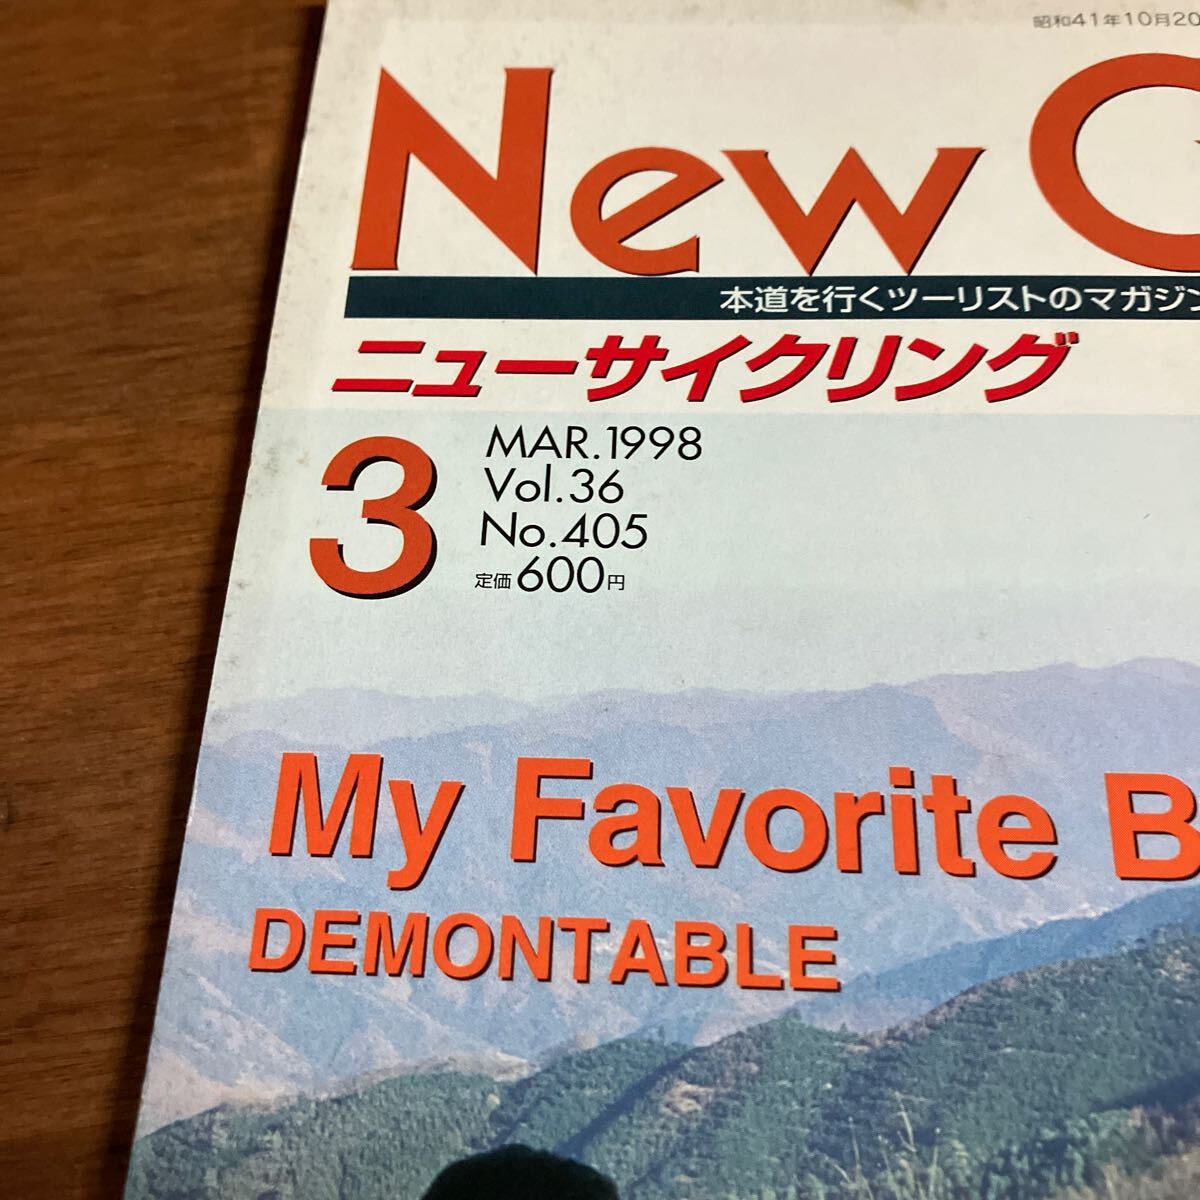 昭和41年10月20
New C
本道を行くツーリストのマガジン
ニューサイクリング
3
MAR.1998
Vol.36
No.405
定価600円
My Favorite B
DEMONTABLE